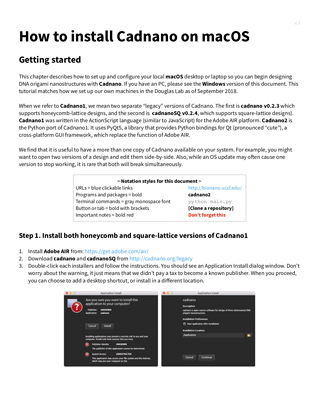 How to install Cadnano on macOS
Getting started
This chapter describes how to set up and configure your local macOS desktop or laptop so you can begin designing
DNA origami nanostructures with Cadnano. If you have an PC, please see the Windows version of this document. This
tutorial matches how we set up our own machines in the Douglas Lab as of September 2018.
When we refer to Cadnano1, we mean two separate "legacy" versions of Cadnano. The first is cadnano v0.2.3 which
supports honeycomb-lattice designs, and the second is cadnanoSQ v0.2.4, which supports square-lattice designs).
Cadnano1 was written in the ActionScript language (similar to JavaScript) for the Adobe AIR platform. Cadnano2 is
the Python port of Cadnano1. It uses PyQt5, a library that provides Python bindings for Qt (pronounced "cute"), a
cross-platform GUI framework, which replace the function of Adobe AIR.
We find that it is useful to have a more than one copy of Cadnano available on your system. For example, you might
want to open two versions of a design and edit them side-by-side. Also, while an OS update may often cause one
version to stop working, it is rare that both will break simultaneously.
~ Notation styles for this document ~
URLs = blue clickable links http://bionano.ucsf.edu/
Programs and packages = bold cadnano2
Terminal commands = gray monospace font python main.py
Button or tab = bold with brackets [Clone a repository]
Important notes = bold red Don't forget this
Step 1. Install both honeycomb and square-lattice versions of Cadnano1
1. Install Adobe AIR from: https://get.adobe.com/air/
2. Download cadnano and cadnanoSQ from http://cadnano.org/legacy
3. Double-click each installers and follow the instructions. You should see an Application Install dialog window. Don't
worry about the warning, it just means that we didn't pay a tax to become a known publisher. When you proceed,
you can choose to add a desktop shortcut, or install in a different location.
Application Install
Are you sure you want to install this
application to your computer?